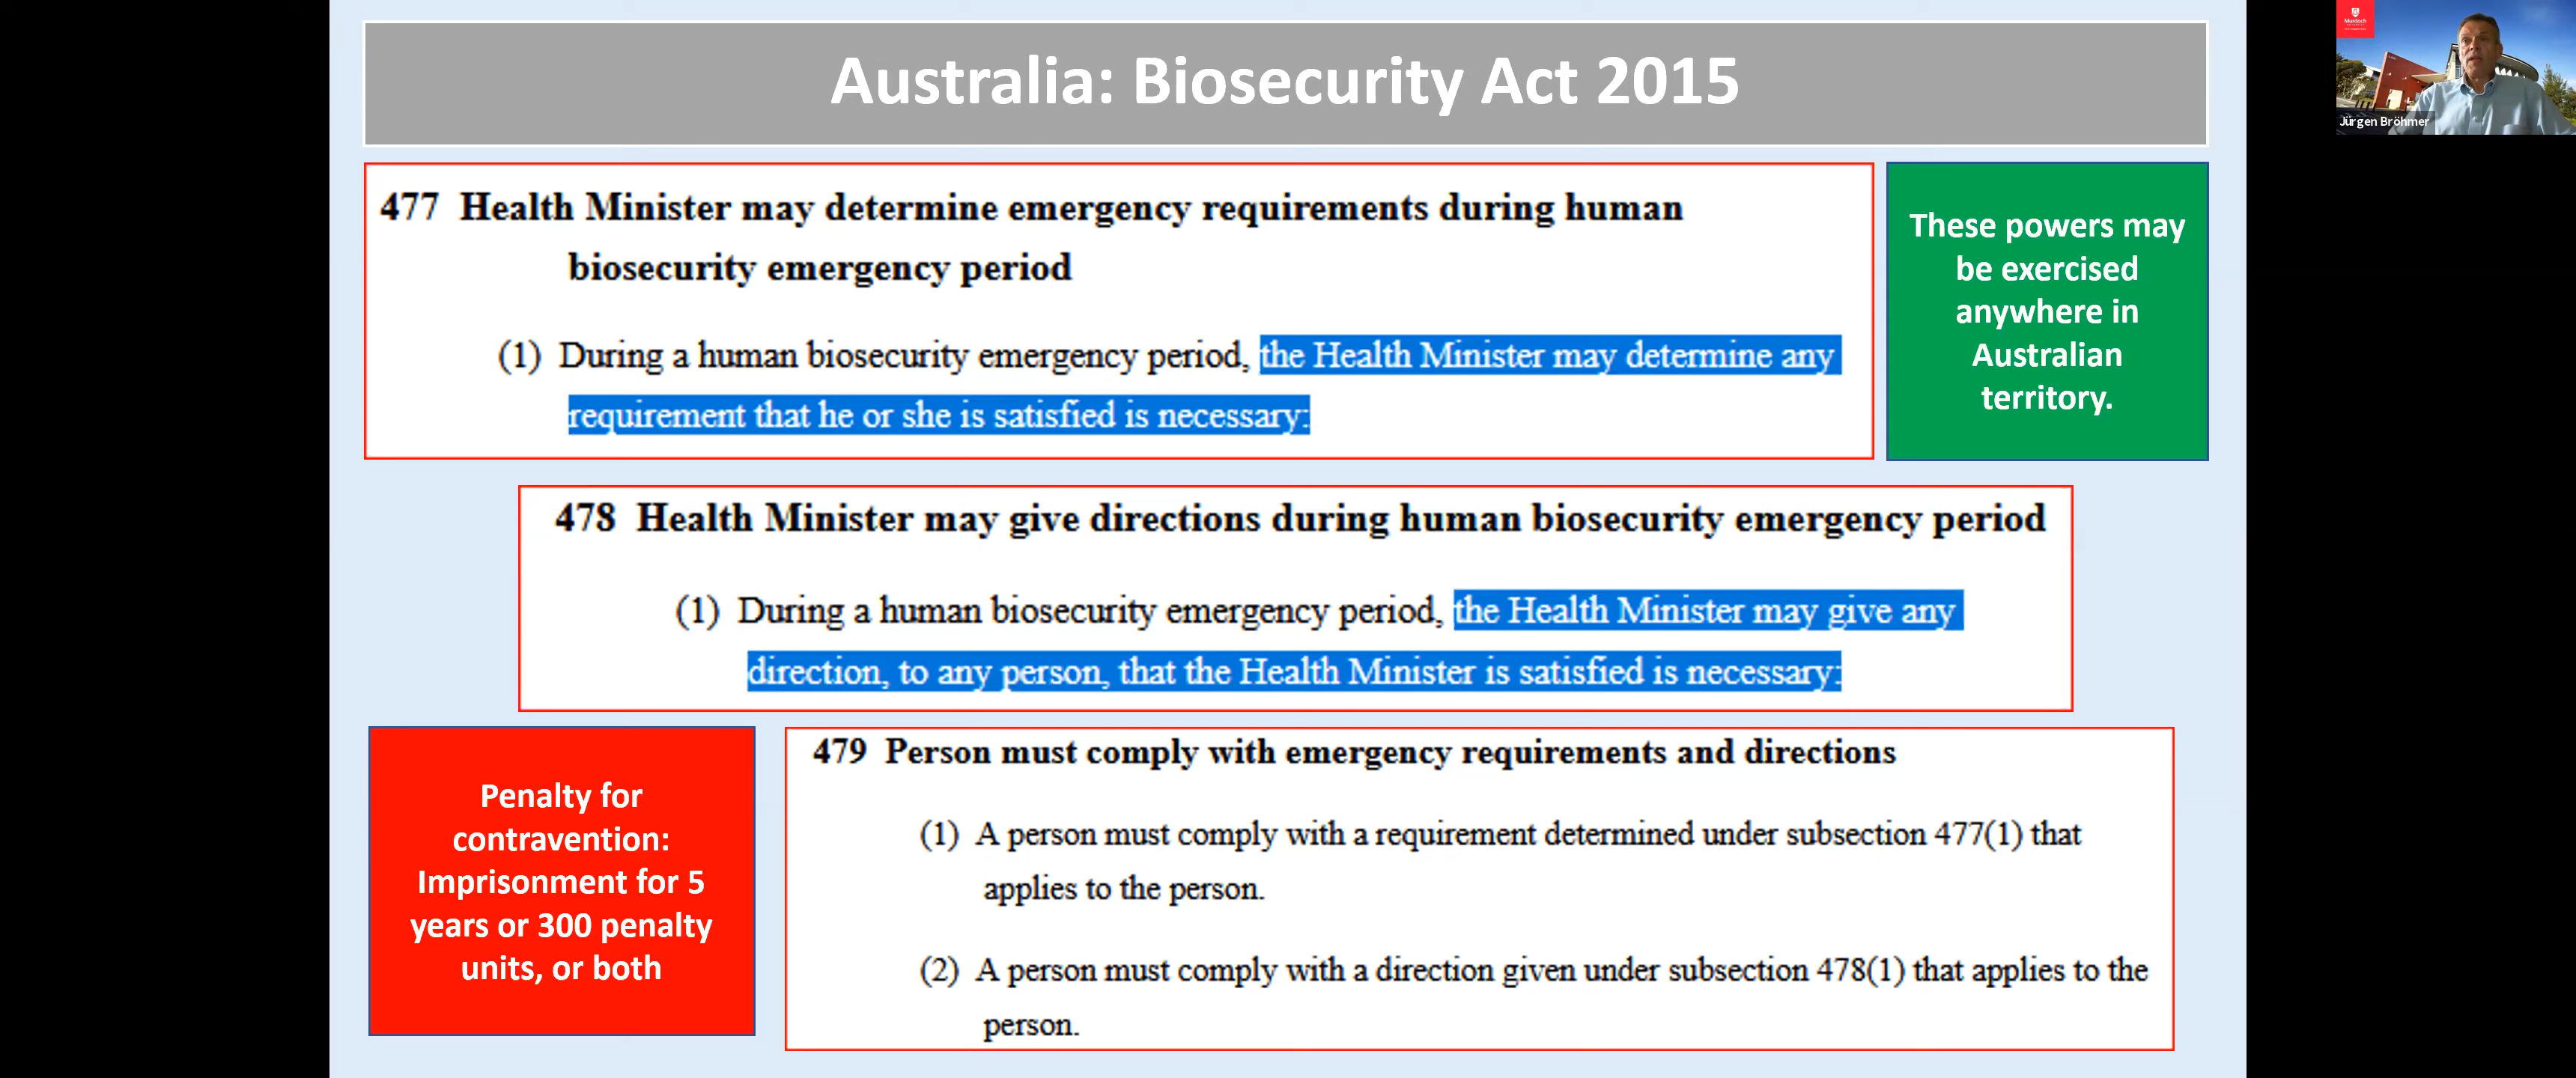 Australia: Biosecurity Act 2015
Murdoch
Jürgen Bröhmer
477 Health Minister may determine emergency requirements during human
biosecurity emergency period
(1) During a human biosecurity emergency period, the Health Minister may determine any
requirement that he or she is satisfied is necessary:
These powers may
be exercised
anywhere in
Australian
territory.
478 Health Minister may give directions during human biosecurity emergency period
(1) During a human biosecurity emergency period, the Health Minister may give any
direction, to any person, that the Health Minister is satisfied is necessary:
Penalty for
contravention:
Imprisonment for 5
years or 300 penalty
units, or both
479 Person must comply with emergency requirements and directions
(1) A person must comply with a requirement determined under subsection 477(1) that
applies to the person.
(2) A person must comply with a direction given under subsection 478(1) that applies to the
person.